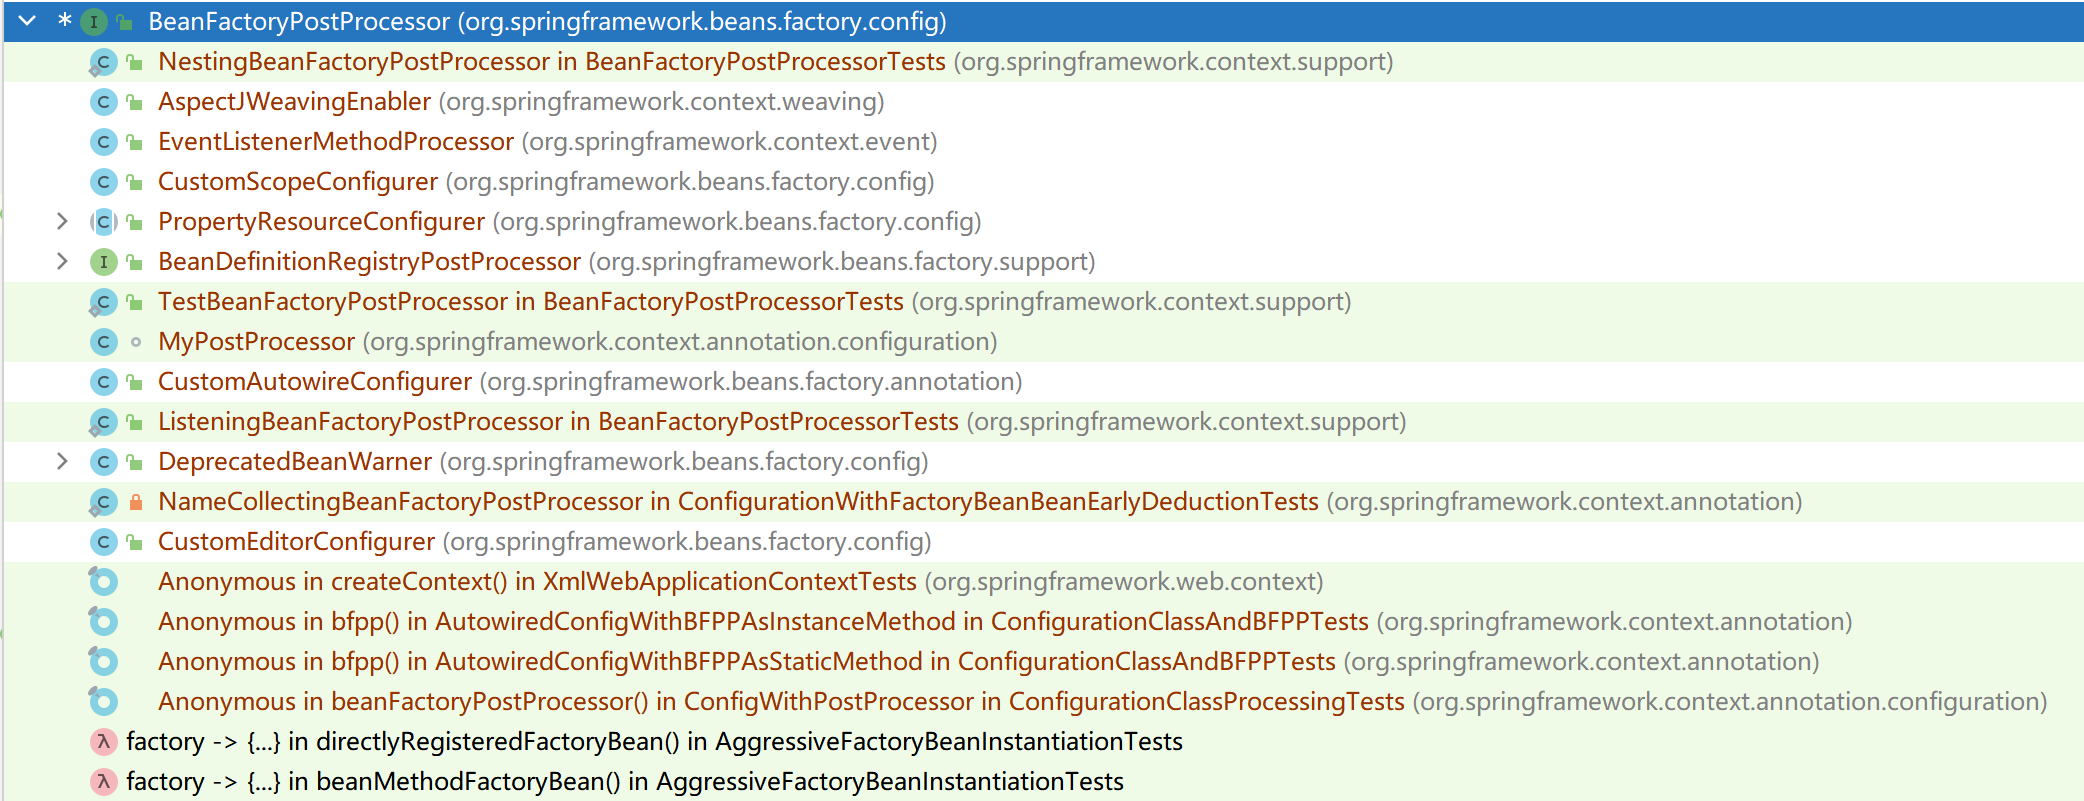 * I BeanFactoryPostProcessor (org.springframework.beans.factory.config)
C NestingBeanFactoryPostProcessor in BeanFactoryPostProcessorTests (org.springframework.context.support)
C AspectJWeavingEnabler (org.springframework.context.weaving)
C EventListenerMethodProcessor (org.springframework.context.event)
C CustomScopeConfigurer (org.springframework.beans.factory.config)
C PropertyResourceConfigurer (org.springframework.beans.factory.config)
I BeanDefinitionRegistryPostProcessor (org.springframework.beans.factory.support)
C TestBeanFactoryPostProcessor in BeanFactoryPostProcessorTests (org.springframework.context.support)
C MyPostProcessor (org.springframework.context.annotation.configuration)
C CustomAutowireConfigurer (org.springframework.beans.factory.annotation)
C ListeningBeanFactoryPostProcessor in BeanFactoryPostProcessorTests (org.springframework.context.support)
C DeprecatedBeanWarner (org.springframework.beans.factory.config)
C NameCollectingBeanFactoryPostProcessor in ConfigurationWithFactoryBeanBeanEarlyDeductionTests (org.springframework.context.annotation)
C CustomEditorConfigurer (org.springframework.beans.factory.config)
Anonymous in createContext() in XmlWebApplicationContextTests (org.springframework.web.context)
Anonymous in bfpp() in AutowiredConfigWithBFPPAsInstanceMethod in ConfigurationClassAndBFPPTests (org.springframework.context.annotation)
Anonymous in bfpp() in AutowiredConfigWithBFPPAsStaticMethod in ConfigurationClassAndBFPPTests (org.springframework.context.annotation)
Anonymous in beanFactoryPostProcessor() in ConfigWithPostProcessor in ConfigurationClassProcessingTests (org.springframework.context.annotation.configuration)
λ factory -> {...} in directlyRegisteredFactoryBean() in AggressiveFactoryBeanInstantiationTests
λ factory -> {...} in beanMethodFactoryBean() in AggressiveFactoryBeanInstantiationTests